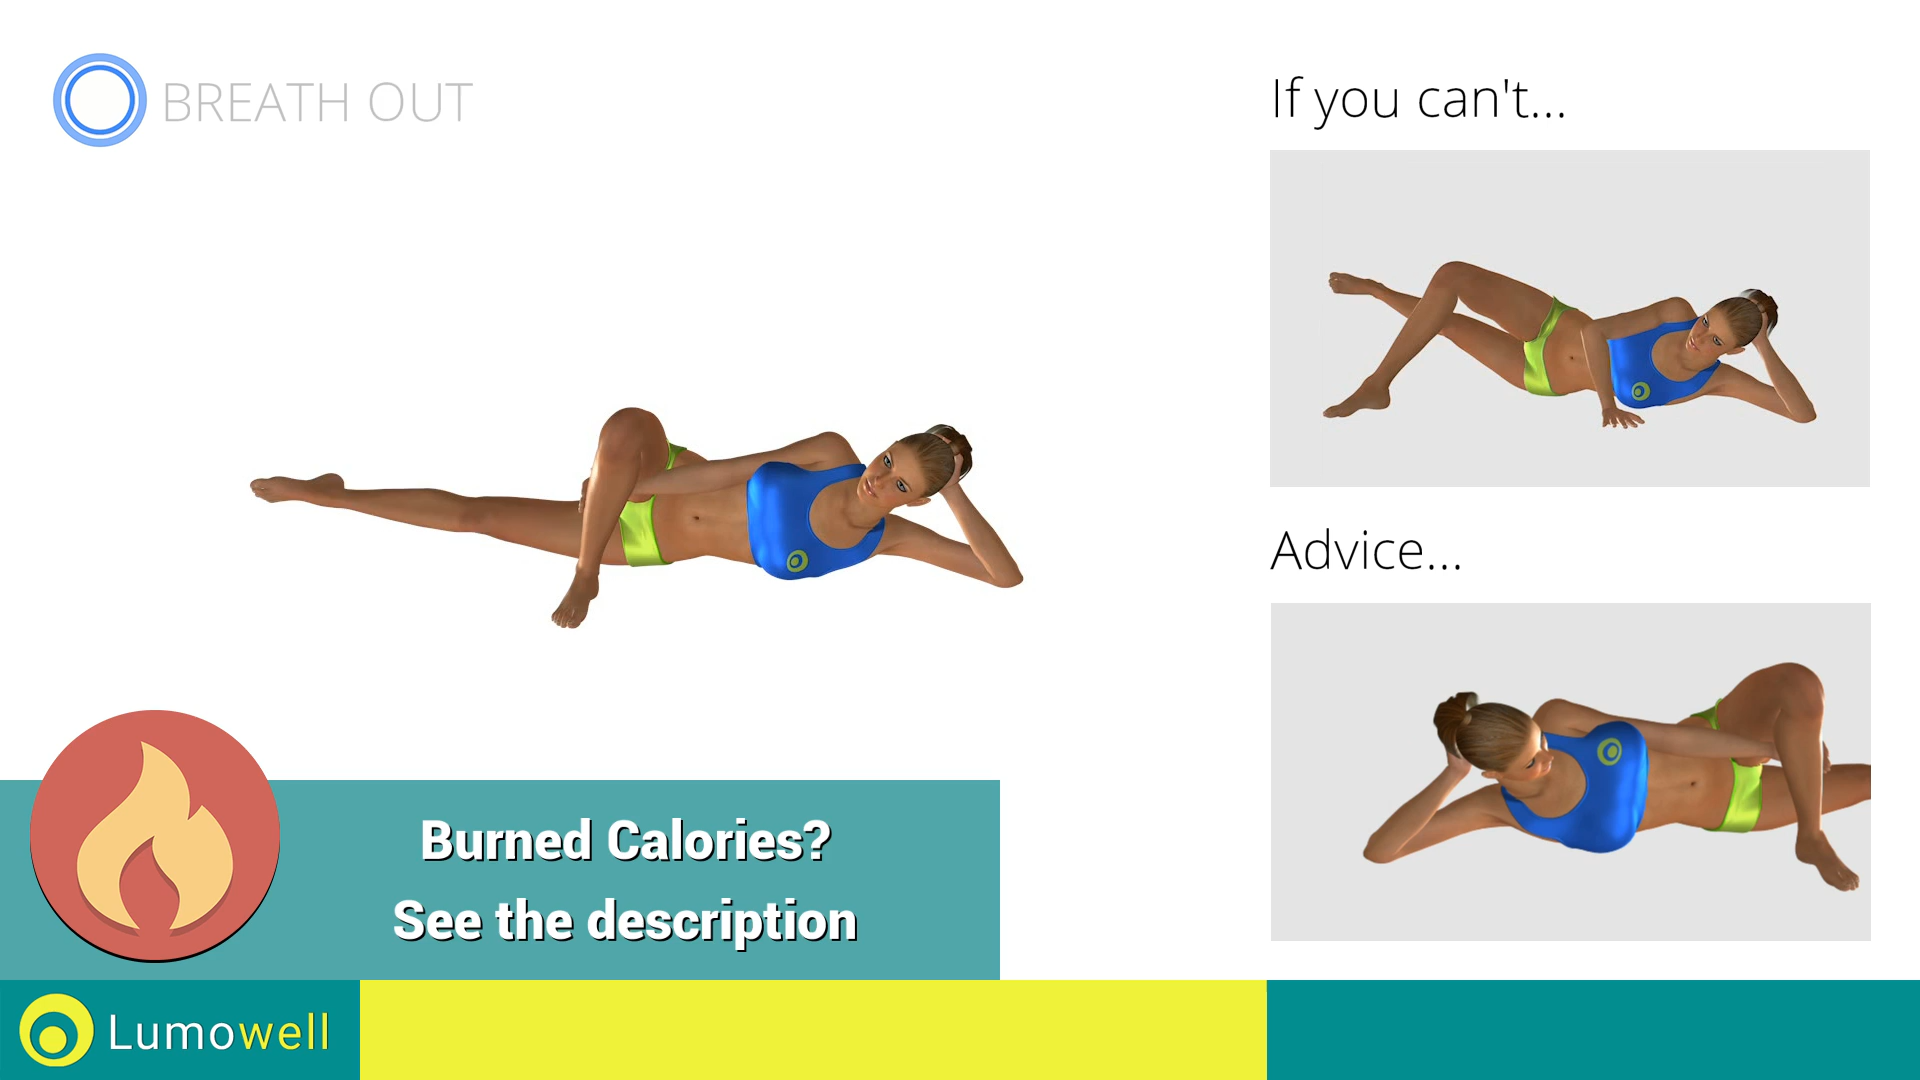 BREATH OUT
If you can't...
Advice...
Burned Calories?
See the description
Lumowell